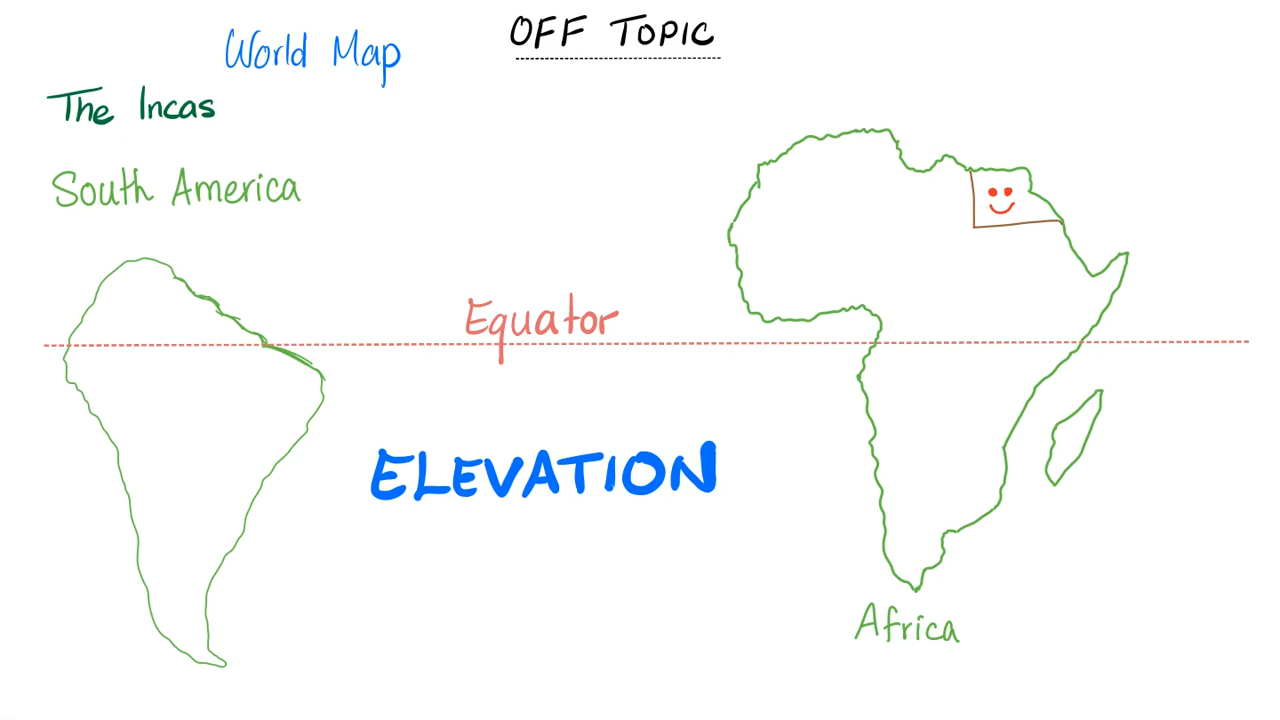 OFF TOPIC
World Map
The Incas
South America
Equator
ELEVATION
Africa